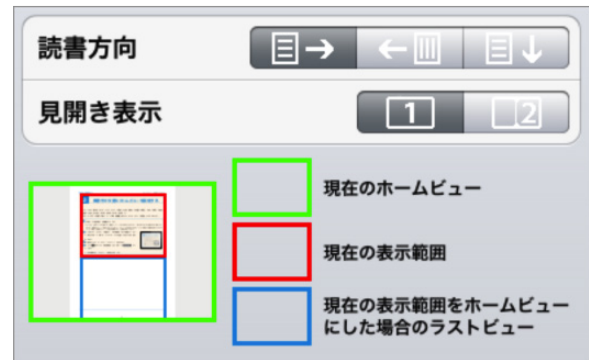 読書方向
見開き表示
1
2
現在のホームビュー
現在の表示範囲
現在の表示範囲をホームビュー
にした場合のラストビュー